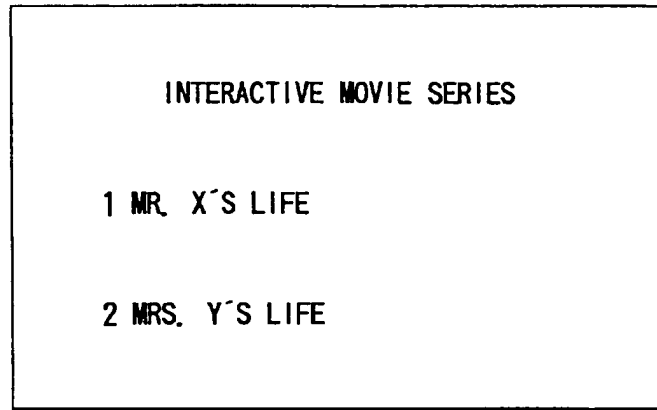 INTERACTIVE MOVIE SERIES
1 MR. X´S LIFE
2 MRS. Y´S LIFE